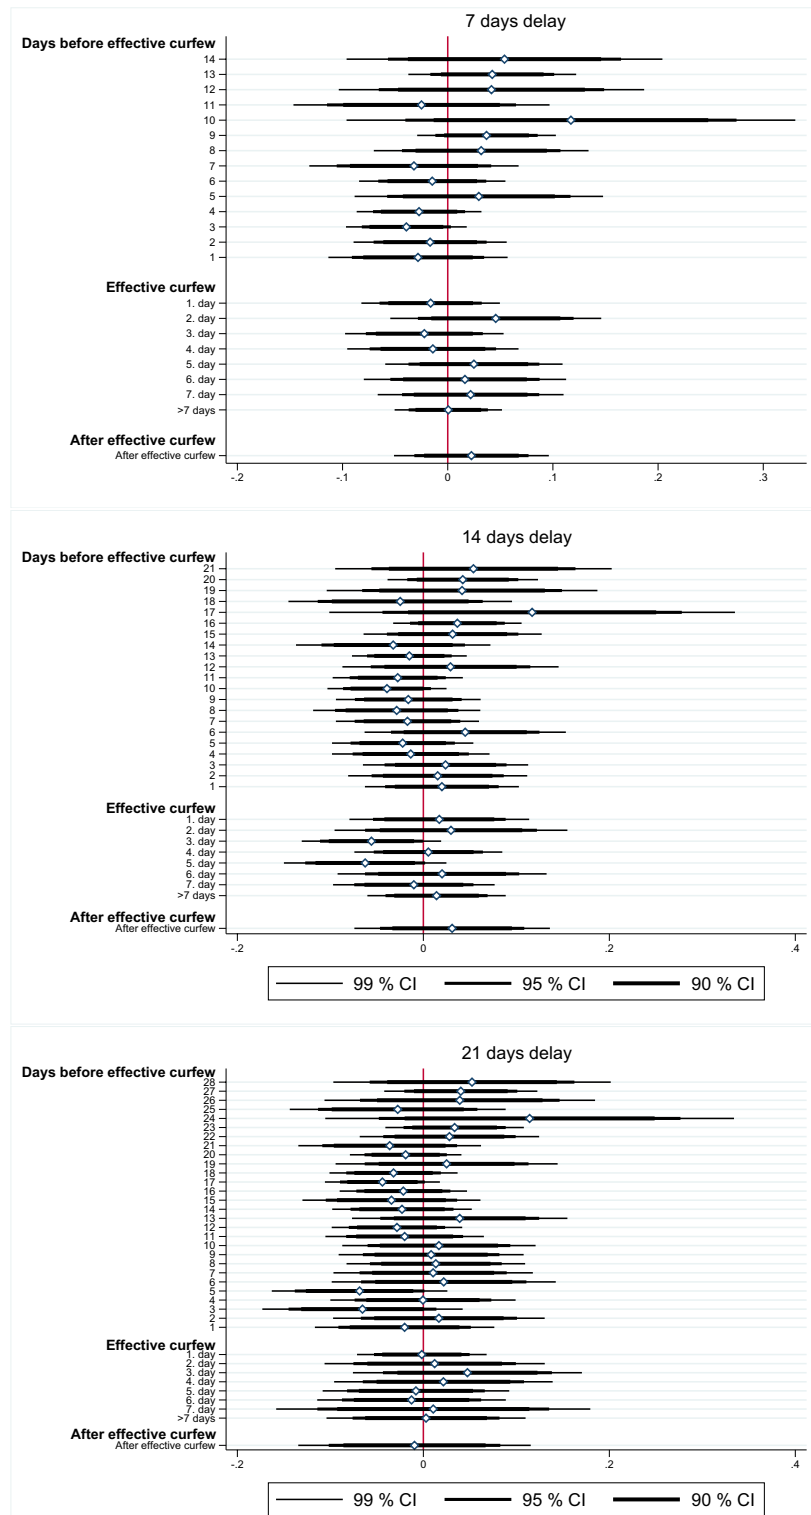 7 days delay
Days before effective curfew
14
13
12
11
10
9
8
7
6
5
4
3
2
1
Effective curfew
1. day
2. day
3. day
4. day
5. day
6. day
7. day
>7 days
After effective curfew
After effective curfew
-.2 -.1 0 .1 .2 .3
14 days delay
Days before effective curfew
21
20
19
18
17
16
15
14
13
12
11
10
9
8
7
6
5
4
3
2
1
Effective curfew
1. day
2. day
3. day
4. day
5. day
6. day
7. day
>7 days
After effective curfew
After effective curfew
-.2 0 .2 .4
99 % CI 95 % CI 90 % CI
21 days delay
Days before effective curfew
28
27
26
25
24
23
22
21
20
19
18
17
16
15
14
13
12
11
10
9
8
7
6
5
4
3
2
1
Effective curfew
1. day
2. day
3. day
4. day
5. day
6. day
7. day
>7 days
After effective curfew
After effective curfew
-.2 0 .2 .4
99 % CI 95 % CI 90 % CI